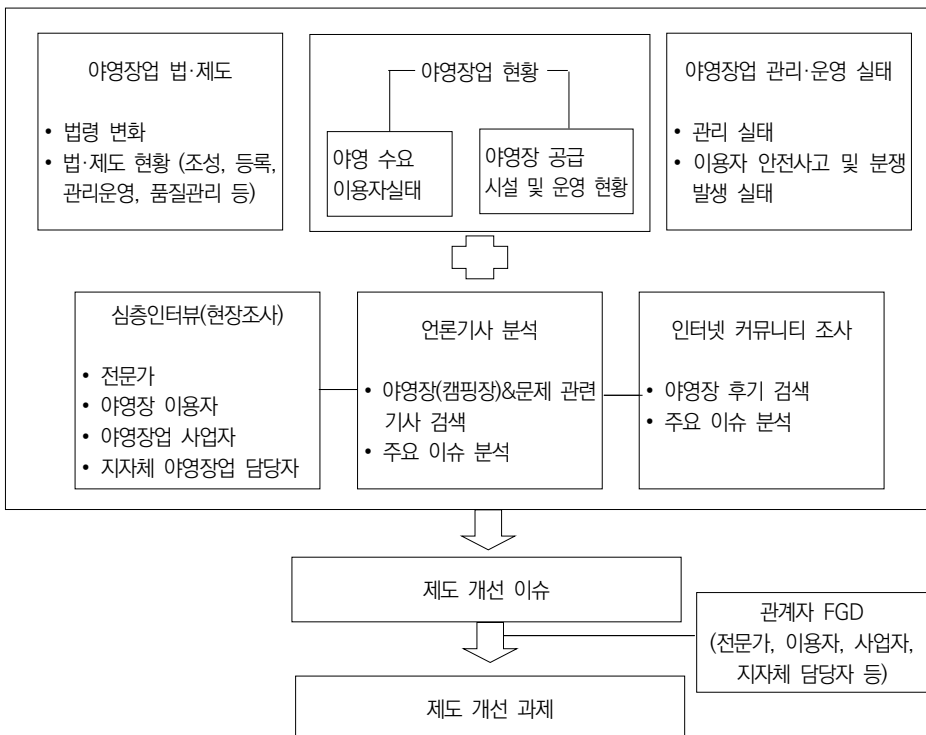 야영장업 법·제도
• 법령 변화
• 법·제도 현황 (조성, 등록,
관리운영, 품질관리 등)
야영장업 현황
야영 수요
이용자실태
야영장 공급
시설 및 운영 현황
야영장업 관리·운영 실태
• 관리 실태
• 이용자 안전사고 및 분쟁
발생 실태
심층인터뷰(현장조사)
• 전문가
• 야영장 이용자
• 야영장업 사업자
• 지자체 야영장업 담당자
언론기사 분석
• 야영장(캠핑장)&문제 관련
기사 검색
• 주요 이슈 분석
인터넷 커뮤니티 조사
• 야영장 후기 검색
• 주요 이슈 분석
제도 개선 이슈
관계자 FGD
(전문가, 이용자, 사업자,
지자체 담당자 등)
제도 개선 과제